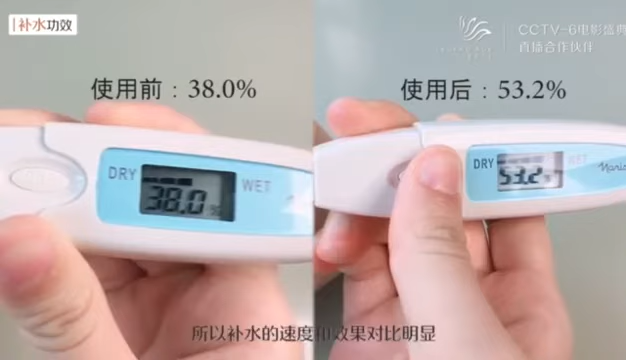 补水功效
CCTV-6电影盛典
直播合作伙伴
使用前：38.0%
使用后：53.2%
DRY
38.0
%
WET
DRY
53.2
WET
所以补水的速度和效果对比明显